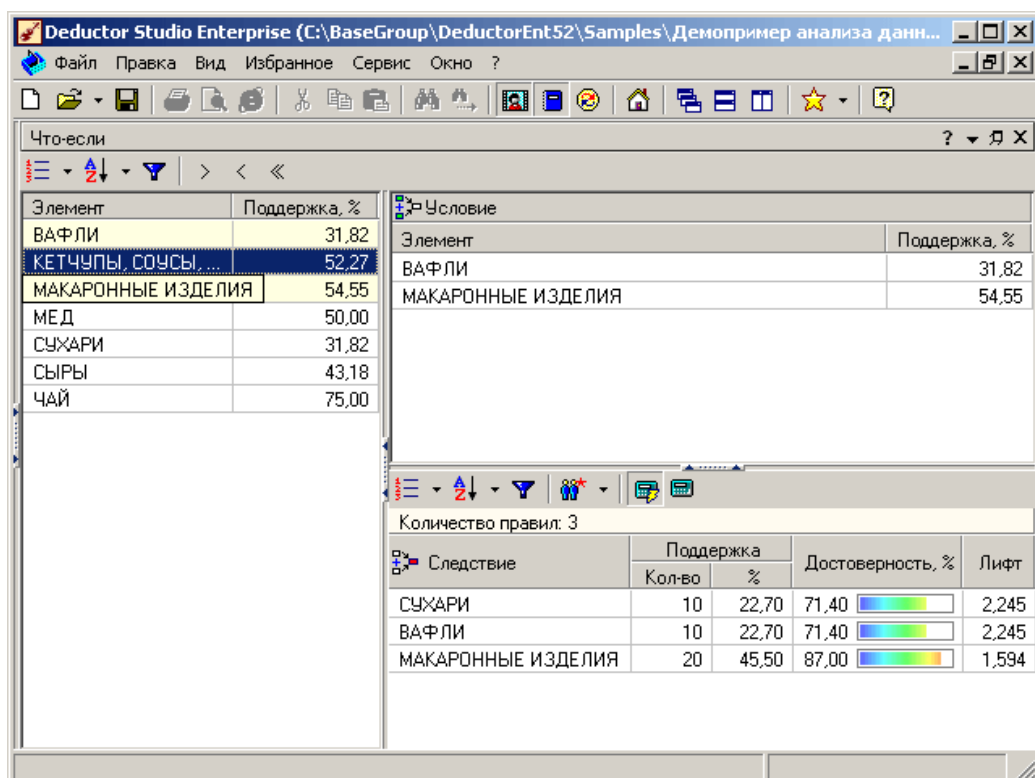 Deductor Studio Enterprise (C:\BaseGroup\DeductorEnt52\Samples\Демопример анализа данн...
Файл Правка Вид Избранное Сервис Окно ?
Что-если
Элемент Поддержка, %
ВАФЛИ 31,82
КЕТЧУПЫ, СОУСЫ, ... 52,27
МАКАРОННЫЕ ИЗДЕЛИЯ 54,55
МЕД 50,00
СУХАРИ 31,82
СЫРЫ 43,18
ЧАЙ 75,00
Условие
Элемент Поддержка, %
ВАФЛИ 31,82
МАКАРОННЫЕ ИЗДЕЛИЯ 54,55
Количество правил: 3
Следствие Поддержка Достоверность, % Лифт
Кол-во %
СУХАРИ 10 22,70 71,40 2,245
ВАФЛИ 10 22,70 71,40 2,245
МАКАРОННЫЕ ИЗДЕЛИЯ 20 45,50 87,00 1,594